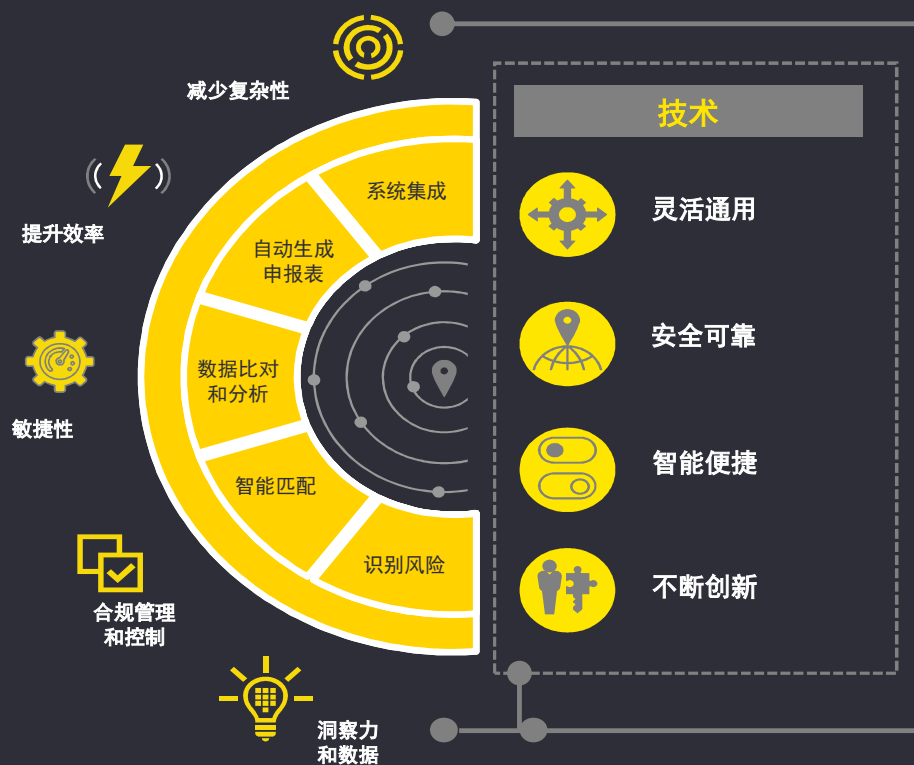 减少复杂性
提升效率
敏捷性
合规管理
和控制
洞察力
和数据
系统集成
自动生成
申报表
数据比对
和分析
智能匹配
识别风险
技术
灵活通用
安全可靠
智能便捷
不断创新